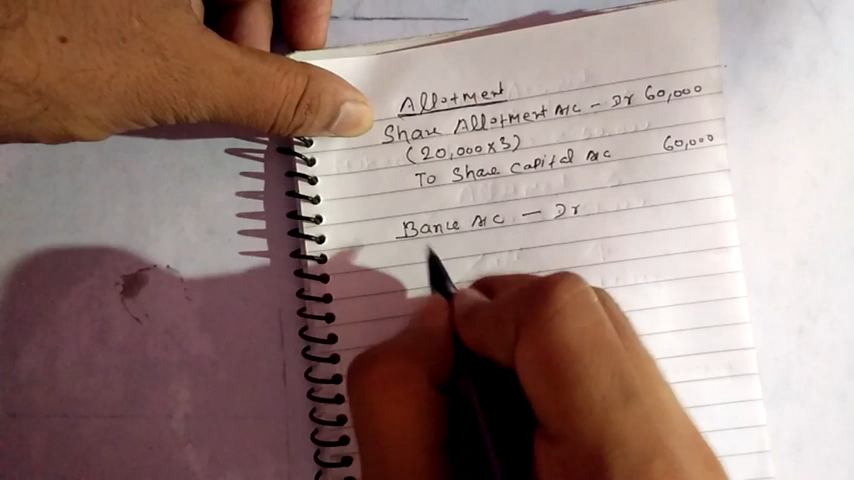 Allotment
Share Allotment A/C - Dr 60,000
(20,000x3)
To Share Capital A/C 60,000
Bank A/C - Dr